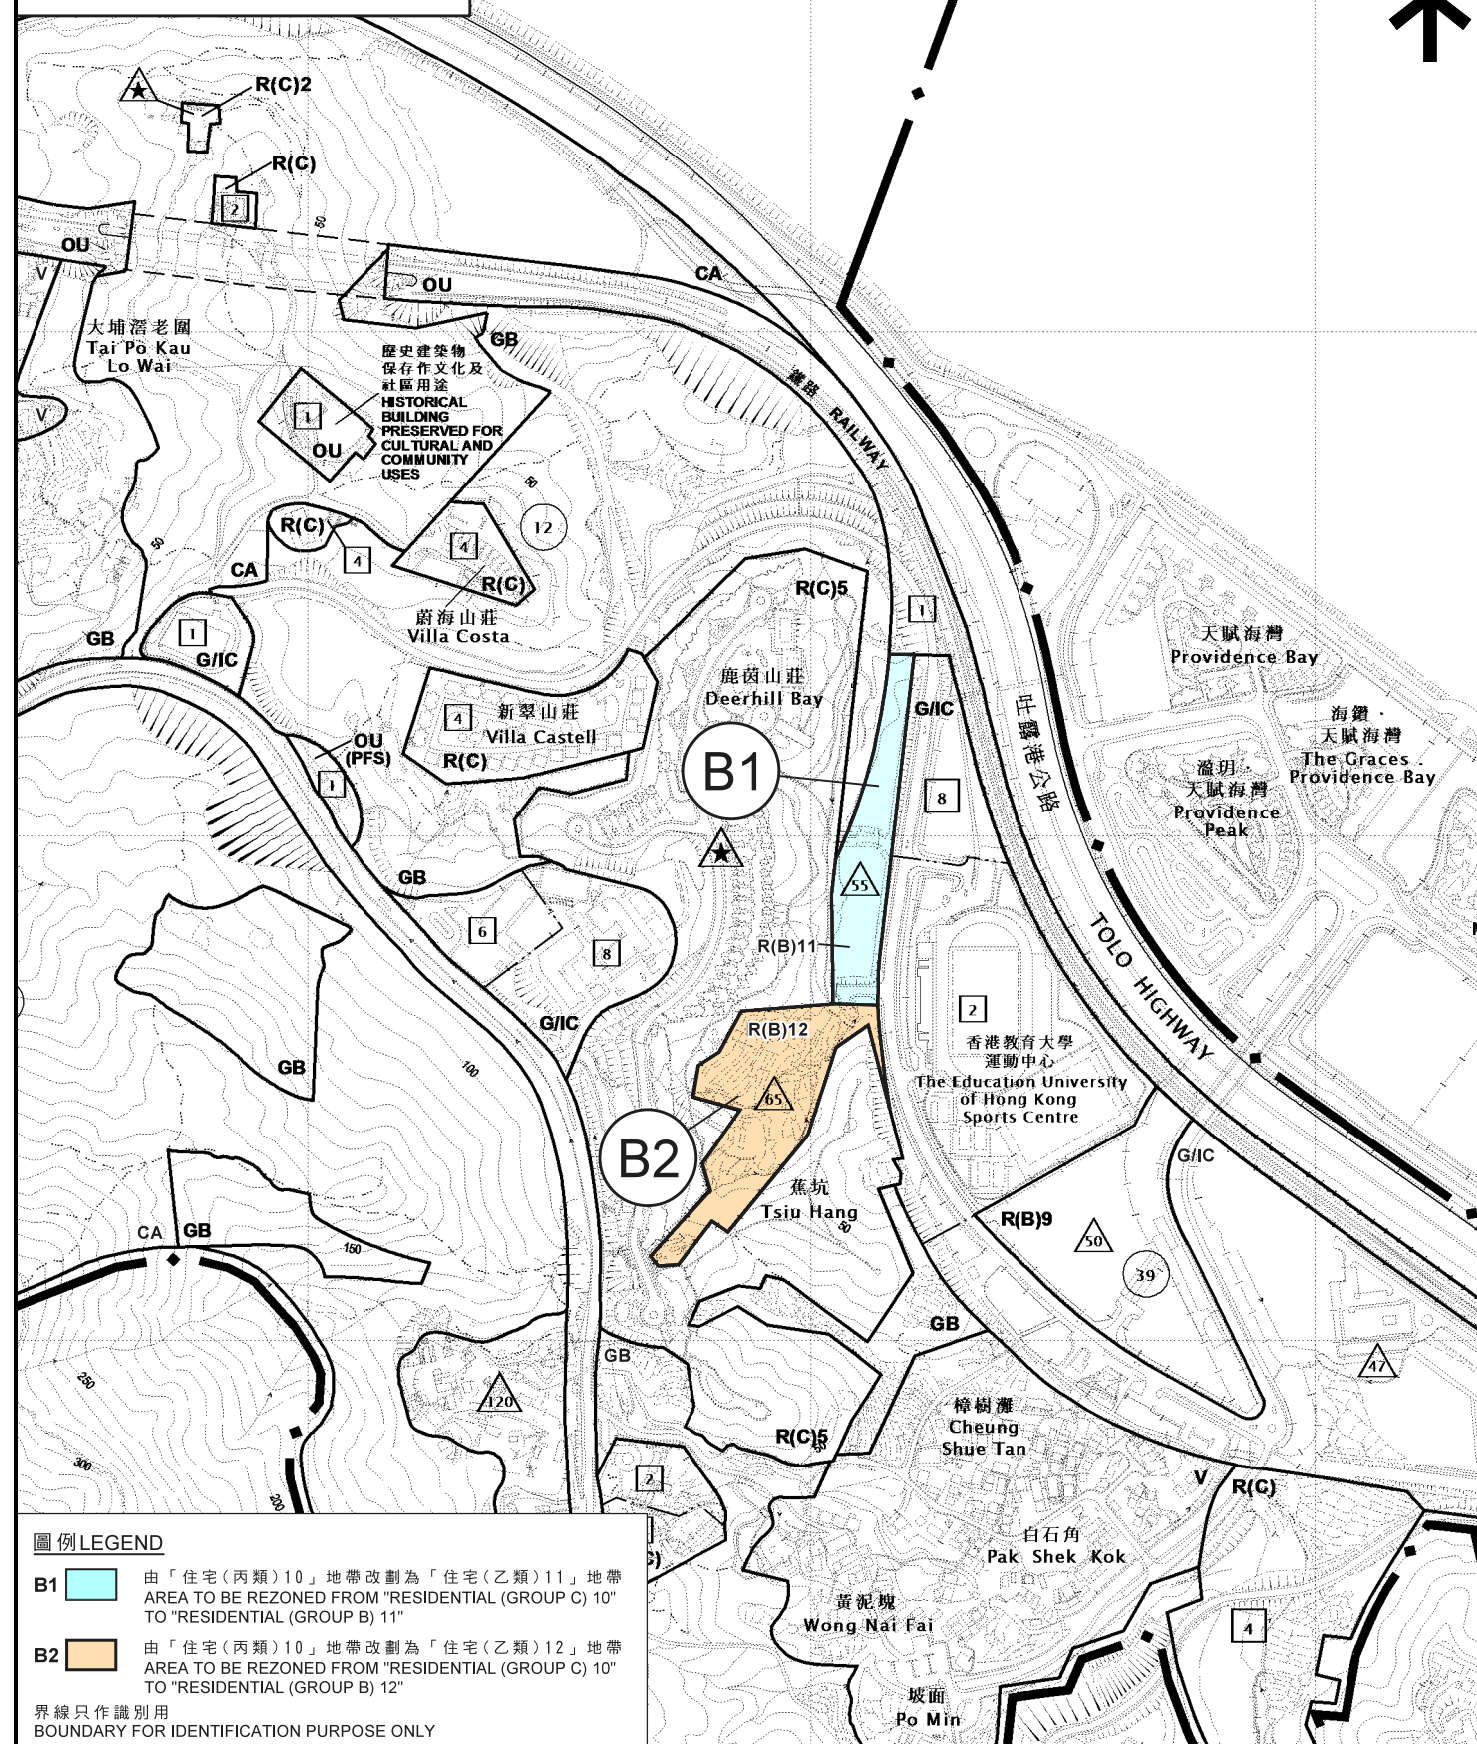 R(C)2
R(C)
2
50
OU
V
CA
OU
大埔滘老圍
Tai Po Kau
Lo Wai
GB
歷史建築物
保存作文化及
社區用途
HISTORICAL
BUILDING
PRESERVED FOR
CULTURAL AND
COMMUNITY
USES
1
OU
V
鐵路 RAILWAY
50
12
R(C)
4
4
R(C)
50
CA
蔚海山莊
Villa Costa
R(C)5
1
GB
1
G/IC
天賦海灣
Providence Bay
鹿茵山莊
Deerhill Bay
G/IC
4
新翠山莊
Villa Castell
R(C)
OU
(PFS)
1
B1
8
吐露港公路
海鑽．
天賦海灣
The Graces .
Providence Bay
溋玥．
天賦海灣
Providence
Peak
GB
55
6
8
R(B)11
TOLO HIGHWAY
2
G/IC
R(B)12
香港教育大學
運動中心
The Education University
of Hong Kong
Sports Centre
GB
100
65
B2
G/IC
蕉坑
Tsiu Hang
50
R(B)9
50
CA
GB
150
39
GB
GB
47
250
120
樟樹灘
Cheung
Shue Tan
R(C)5
50
300
200
2
V
R(C)
白石角
Pak Shek Kok
黃泥塊
Wong Nai Fai
4
坡面
Po Min
圖例LEGEND
B1
由「住宅(丙類)10」地帶改劃為「住宅(乙類)11」地帶
AREA TO BE REZONED FROM "RESIDENTIAL (GROUP C) 10"
TO "RESIDENTIAL (GROUP B) 11"
B2
由「住宅(丙類)10」地帶改劃為「住宅(乙類)12」地帶
AREA TO BE REZONED FROM "RESIDENTIAL (GROUP C) 10"
TO "RESIDENTIAL (GROUP B) 12"
界線只作識別用
BOUNDARY FOR IDENTIFICATION PURPOSE ONLY